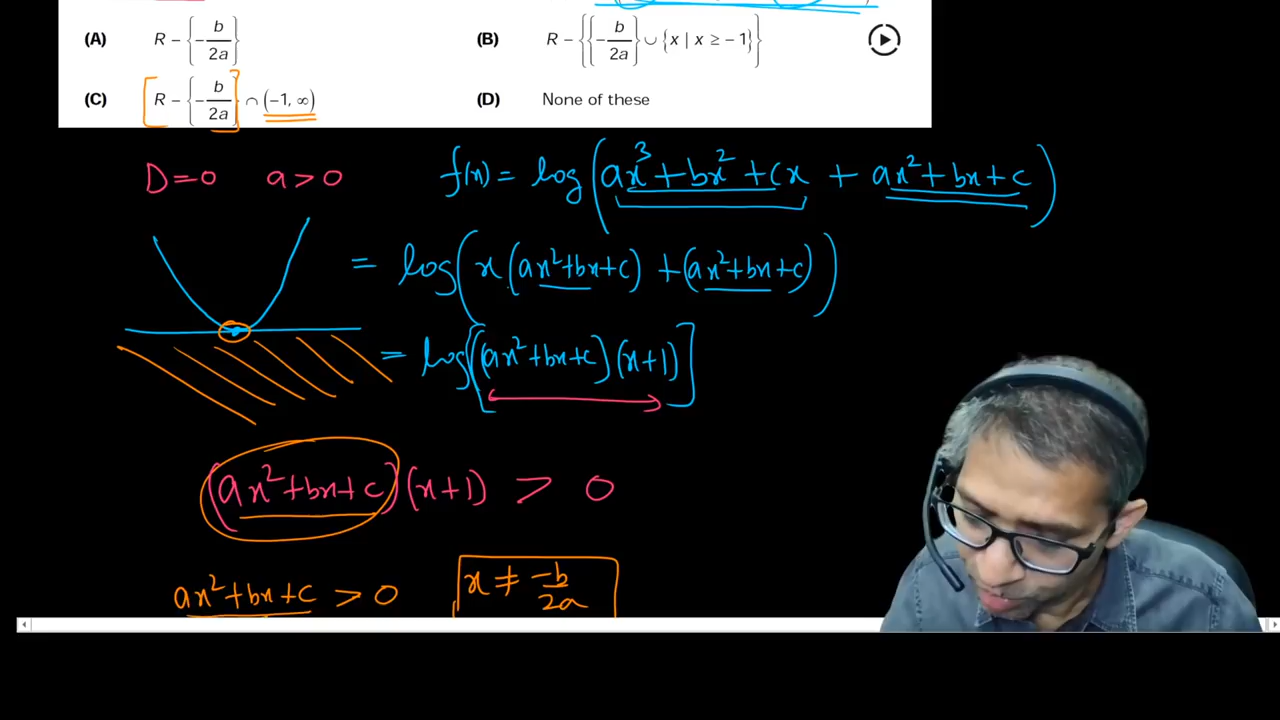 (A) R – {–b/2a}
(B) R – {{–b/2a} ∪ {x | x ≥ – 1}}
(C) [R – {–b/2a}] ∩ (–1, ∞)
(D) None of these
D=0 a>0
f(x) = log(ax³+bx²+cx + ax²+bx+c)
= log(x(ax²+bx+c) +(ax²+bx+c))
= log[(ax²+bx+c)(x+1)]
(ax²+bx+c)(x+1) > 0
ax²+bx+c > 0 x ≠ -b/2a